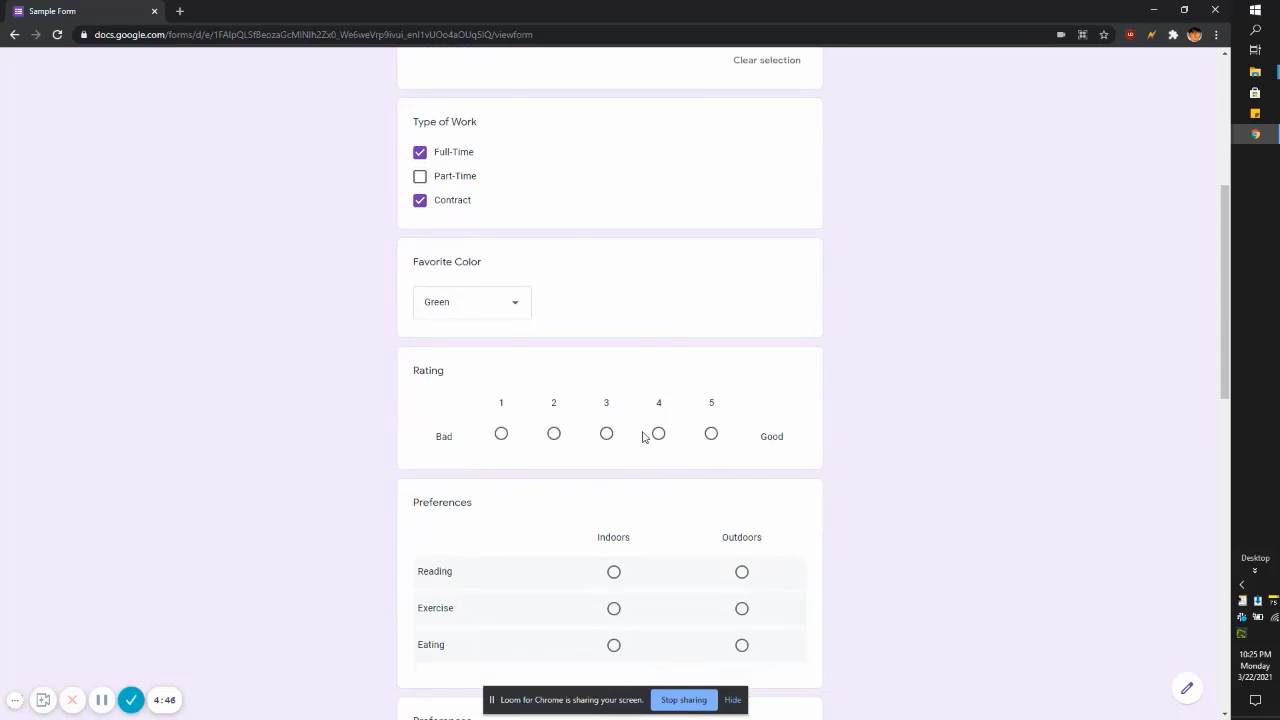 Sample Form
docs.google.com/forms/d/e/1FAIpQLSfBeozaGcMINIh2Zx0_We6weVrp9ivui_enI1vUOo4aOUq5IQ/viewform
Clear selection
Type of Work
Full-Time
Part-Time
Contract
Favorite Color
Green
Rating
1 2 3 4 5
Bad Good
Preferences
Indoors Outdoors
Reading
Exercise
Eating
4:46
Loom for Chrome is sharing your screen. Stop sharing Hide
Desktop
10:25 PM
Monday
3/22/2021